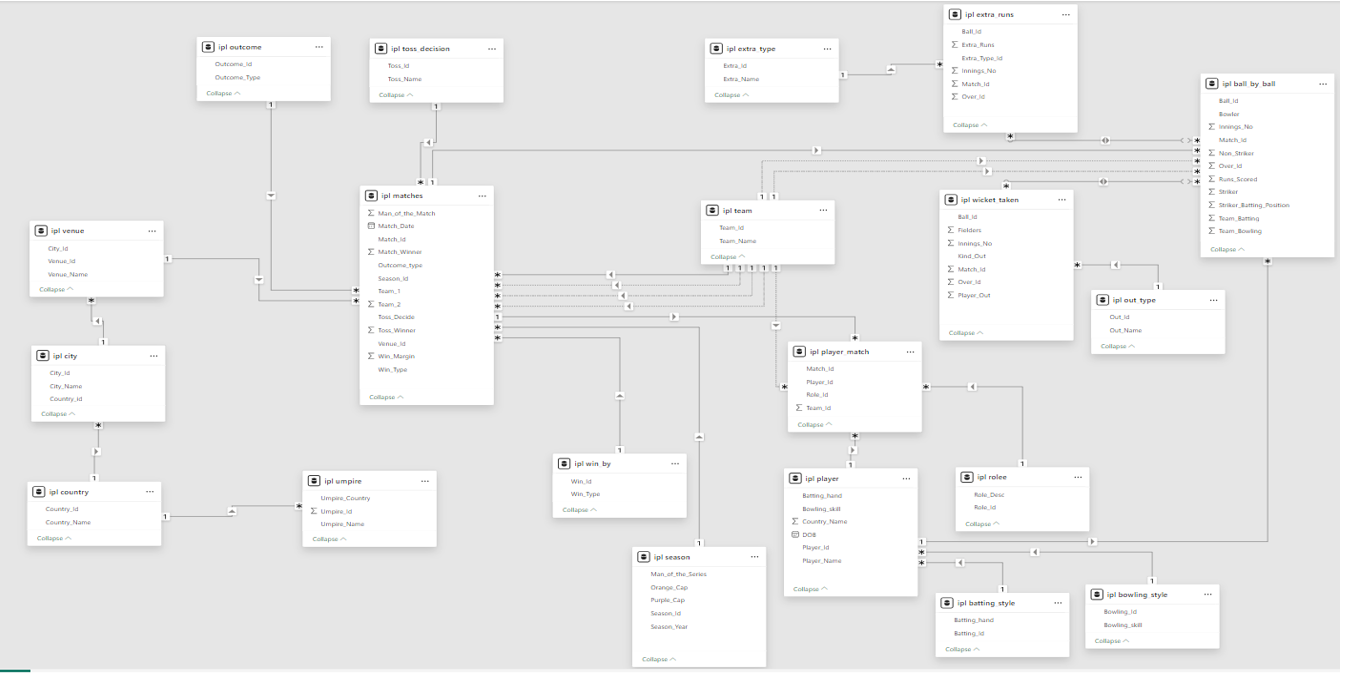 ipl outcome
Outcome_Id
Outcome_Type
Collapse
ipl toss_decision
Toss_Id
Toss_Name
Collapse
ipl extra_type
Extra_Id
Extra_Name
Collapse
ipl extra_runs
Ball_Id
Extra_Runs
Extra_Type_Id
Innings_No
Match_Id
Over_Id
Collapse
ipl ball_by_ball
Ball_Id
Bowler
Innings_No
Match_Id
Non_Striker
Over_Id
Runs_Scored
Striker
Striker_Batting_Position
Team_Batting
Team_Bowling
Collapse
ipl matches
Man_of_the_Match
Match_Date
Match_Id
Match_Winner
Outcome_type
Season_Id
Team_1
Team_2
Toss_Decide
Toss_Winner
Venue_Id
Win_Margin
Win_Type
Collapse
ipl team
Team_Id
Team_Name
Collapse
ipl wicket_taken
Ball_Id
Fielders
Innings_No
Kind_Out
Match_Id
Over_Id
Player_Out
Collapse
ipl venue
City_Id
Venue_Id
Venue_Name
Collapse
ipl out_type
Out_Id
Out_Name
Collapse
ipl city
City_Id
City_Name
Country_id
Collapse
ipl player_match
Match_Id
Player_Id
Role_Id
Team_Id
Collapse
ipl country
Country_Id
Country_Name
Collapse
ipl umpire
Umpire_Country
Umpire_Id
Umpire_Name
Collapse
ipl win_by
Win_Id
Win_Type
Collapse
ipl player
Batting_hand
Bowling_skill
Country_Name
DOB
Player_Id
Player_Name
Collapse
ipl rolee
Role_Desc
Role_Id
Collapse
ipl season
Man_of_the_Series
Orange_Cap
Purple_Cap
Season_Id
Season_Year
Collapse
ipl batting_style
Batting_hand
Batting_id
Collapse
ipl bowling_style
Bowling_Id
Bowling_skill
Collapse